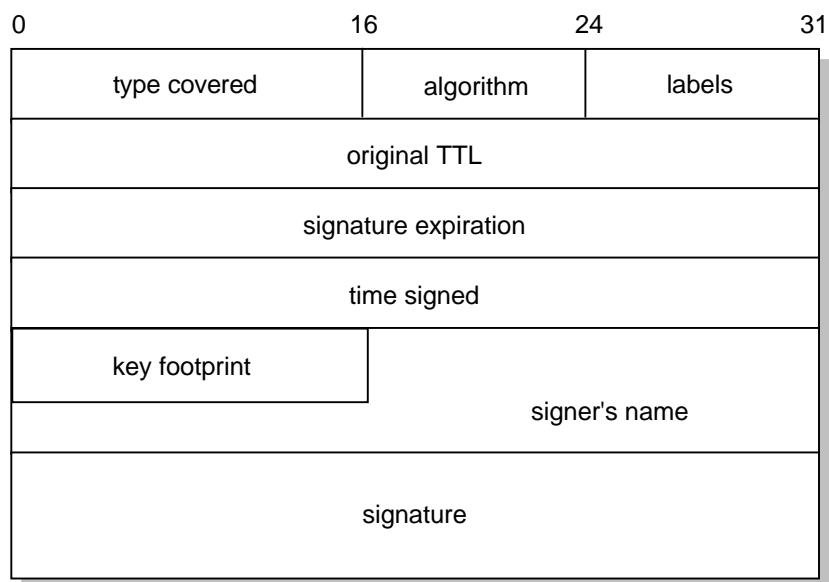 0 16 24 31
type covered algorithm labels
original TTL
signature expiration
time signed
key footprint
signer's name
signature